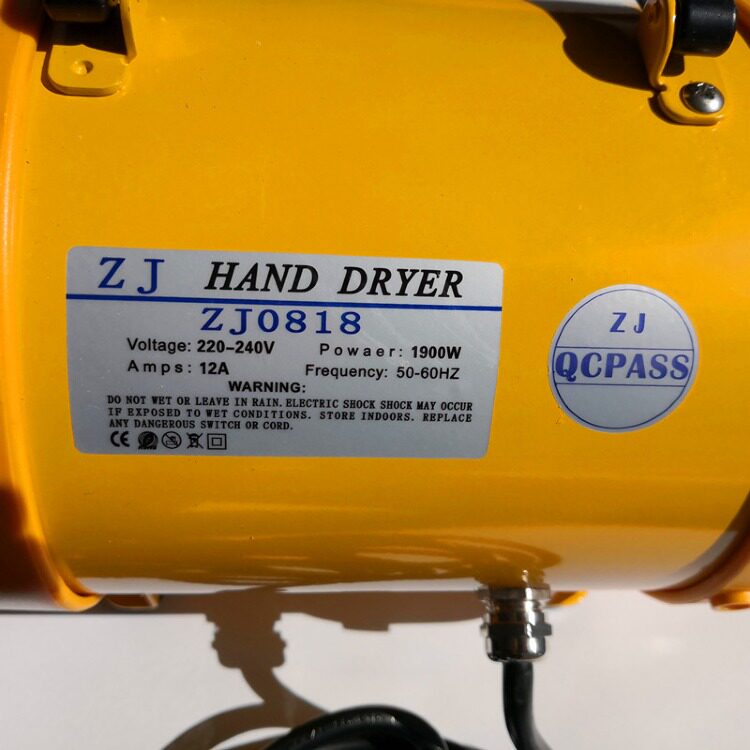 ZJ HAND DRYER
ZJ0818
Voltage: 220-240V Powaer: 1900W
Amps: 12A Frequency: 50-60HZ
WARNING:
DO NOT WET OR LEAVE IN RAIN. ELECTRIC SHOCK SHOCK MAY OCCUR
IF EXPOSED TO WET CONDITIONS. STORE INDOORS. REPLACE
ANY DANGEROUS SWITCH OR CORD.
CE
ZJ
QCPASS